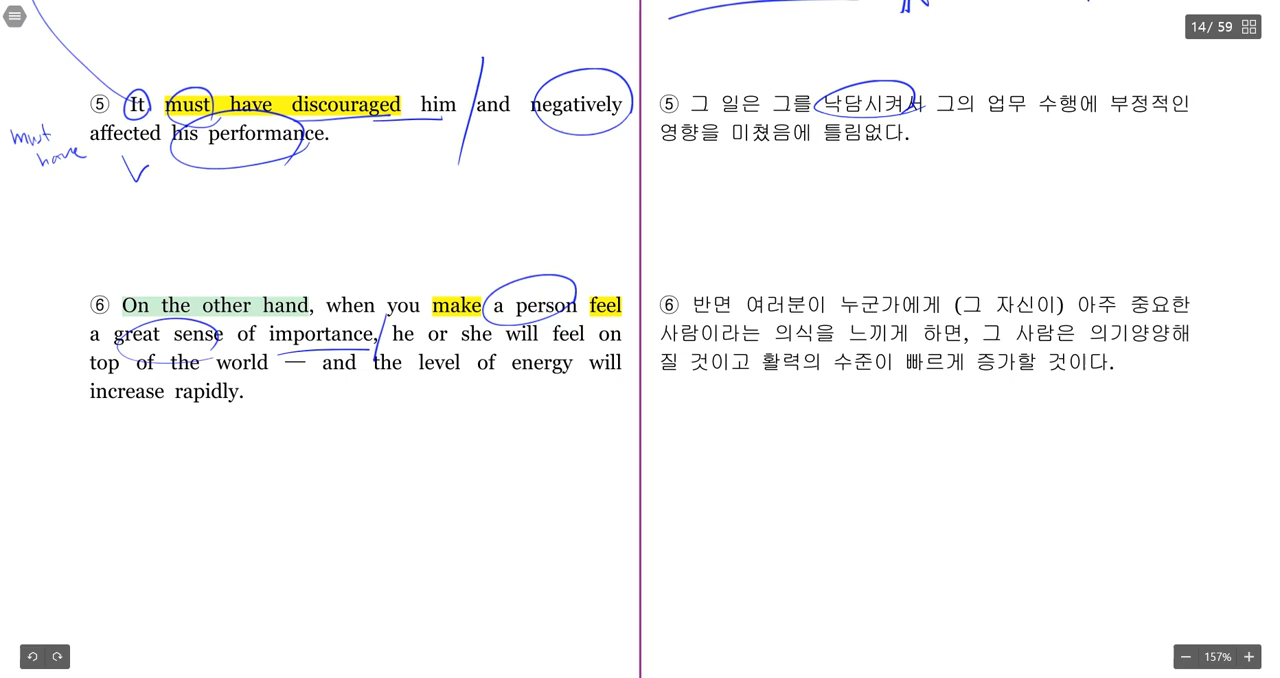 14/ 59
⑤ It must have discouraged him and negatively
affected his performance.
must
have
⑥ On the other hand, when you make a person feel
a great sense of importance, he or she will feel on
top of the world — and the level of energy will
increase rapidly.
⑤ 그 일은 그를 낙담시켜서 그의 업무 수행에 부정적인
영향을 미쳤음에 틀림없다.
⑥ 반면 여러분이 누군가에게 (그 자신이) 아주 중요한
사람이라는 의식을 느끼게 하면, 그 사람은 의기양양해
질 것이고 활력의 수준이 빠르게 증가할 것이다.
157%